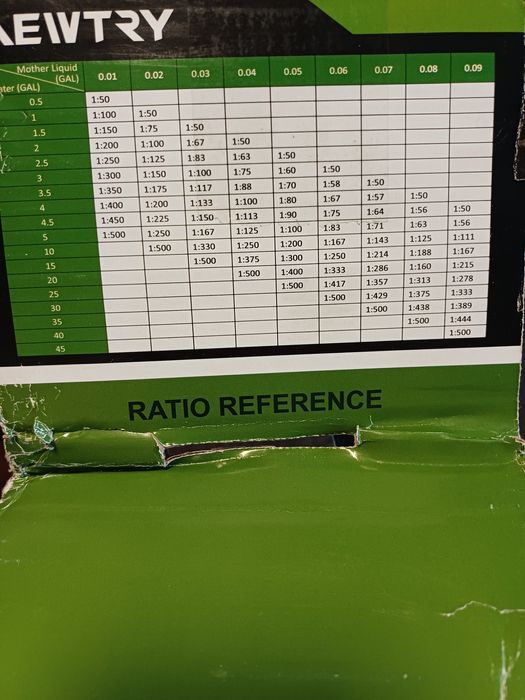 EWTRY
Mother Liquid (GAL) 0.01 0.02 0.03 0.04 0.05 0.06 0.07 0.08 0.09
ter (GAL)
0.5 1:50
1 1:100 1:50
1.5 1:150 1:75 1:50
2 1:200 1:100 1:67 1:50
2.5 1:250 1:125 1:83 1:63 1:50
3 1:300 1:150 1:100 1:75 1:60 1:50
3.5 1:350 1:175 1:117 1:88 1:70 1:58 1:50
4 1:400 1:200 1:133 1:100 1:80 1:67 1:57 1:50
4.5 1:450 1:225 1:150 1:113 1:90 1:75 1:64 1:56 1:50
5 1:500 1:250 1:167 1:125 1:100 1:83 1:71 1:63 1:56
10 1:500 1:330 1:250 1:200 1:167 1:143 1:125 1:111
15 1:500 1:375 1:300 1:250 1:214 1:188 1:167
20 1:500 1:400 1:333 1:286 1:160 1:215
25 1:500 1:417 1:357 1:313 1:278
30 1:500 1:429 1:375 1:333
35 1:500 1:438 1:389
40 1:500 1:444
45 1:500
RATIO REFERENCE